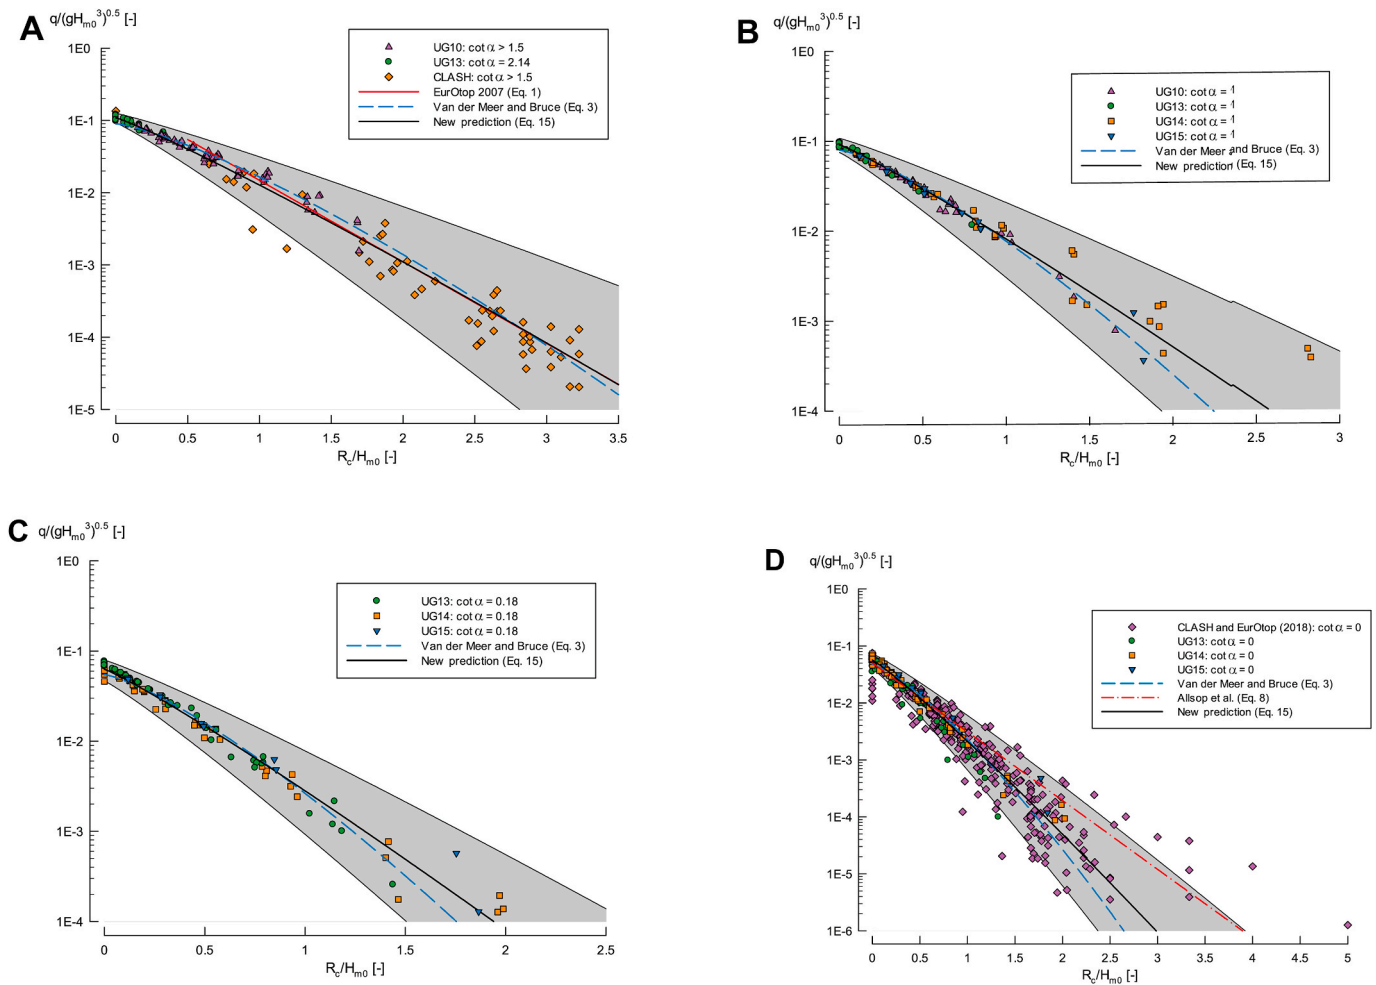 A
q/(gHm0³)^0.5 [-]
1E0
1E-1
1E-2
1E-3
1E-4
1E-5
UG10: cot α > 1.5
UG13: cot α = 2.14
CLASH: cot α > 1.5
EurOtop 2007 (Eq. 1)
Van der Meer and Bruce (Eq. 3)
New prediction (Eq. 15)
0 0.5 1 1.5 2 2.5 3 3.5
Rc/Hm0 [-]
B
q/(gHm0³)^0.5 [-]
1E0
1E-1
1E-2
1E-3
1E-4
UG10: cot α = 1
UG13: cot α = 1
UG14: cot α = 1
UG15: cot α = 1
Van der Meer and Bruce (Eq. 3)
New prediction (Eq. 15)
0 0.5 1 1.5 2 2.5 3
Rc/Hm0 [-]
C
q/(gHm0³)^0.5 [-]
1E0
1E-1
1E-2
1E-3
1E-4
UG13: cot α = 0.18
UG14: cot α = 0.18
UG15: cot α = 0.18
Van der Meer and Bruce (Eq. 3)
New prediction (Eq. 15)
0 0.5 1 1.5 2 2.5
Rc/Hm0 [-]
D
q/(gHm0³)^0.5 [-]
1E0
1E-1
1E-2
1E-3
1E-4
1E-5
1E-6
CLASH and EurOtop (2018): cot α = 0
UG13: cot α = 0
UG14: cot α = 0
UG15: cot α = 0
Van der Meer and Bruce (Eq. 3)
Allsop et al. (Eq. 8)
New prediction (Eq. 15)
0 0.5 1 1.5 2 2.5 3 3.5 4 4.5 5
Rc/Hm0 [-]